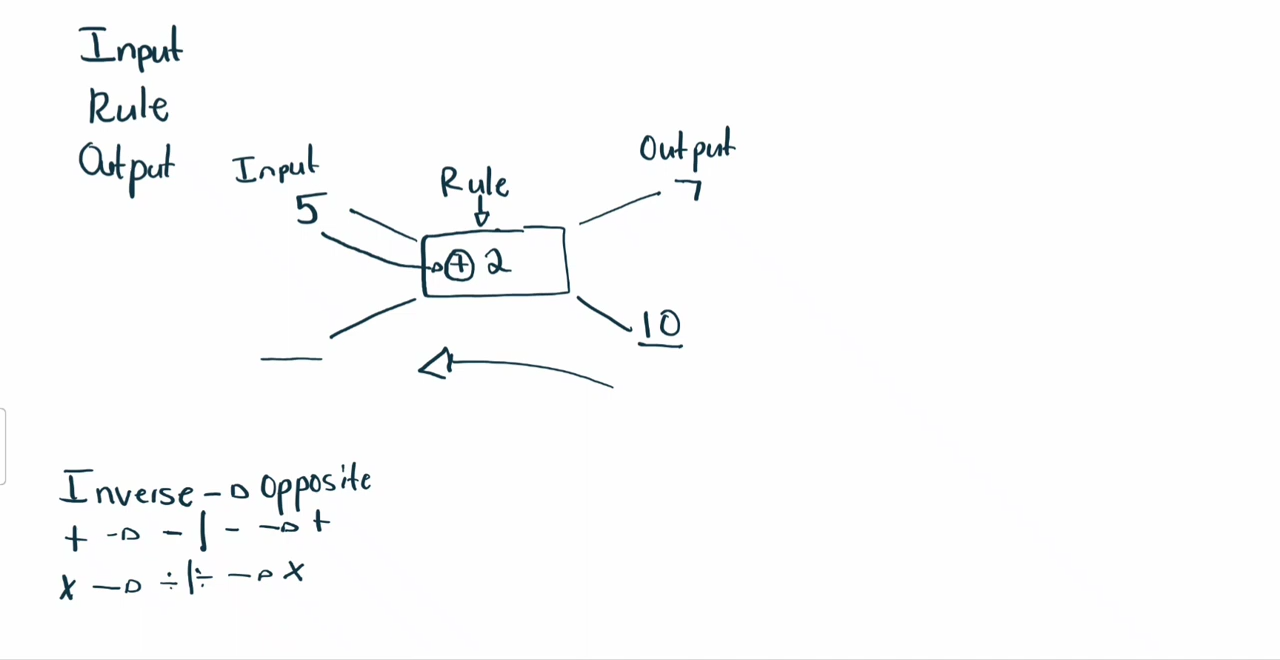 Input
Rule
Output
Input
Rule
Output
5
7
+ 2
10
Inverse → Opposite
+ → - | - → +
x → ÷ | ÷ → x